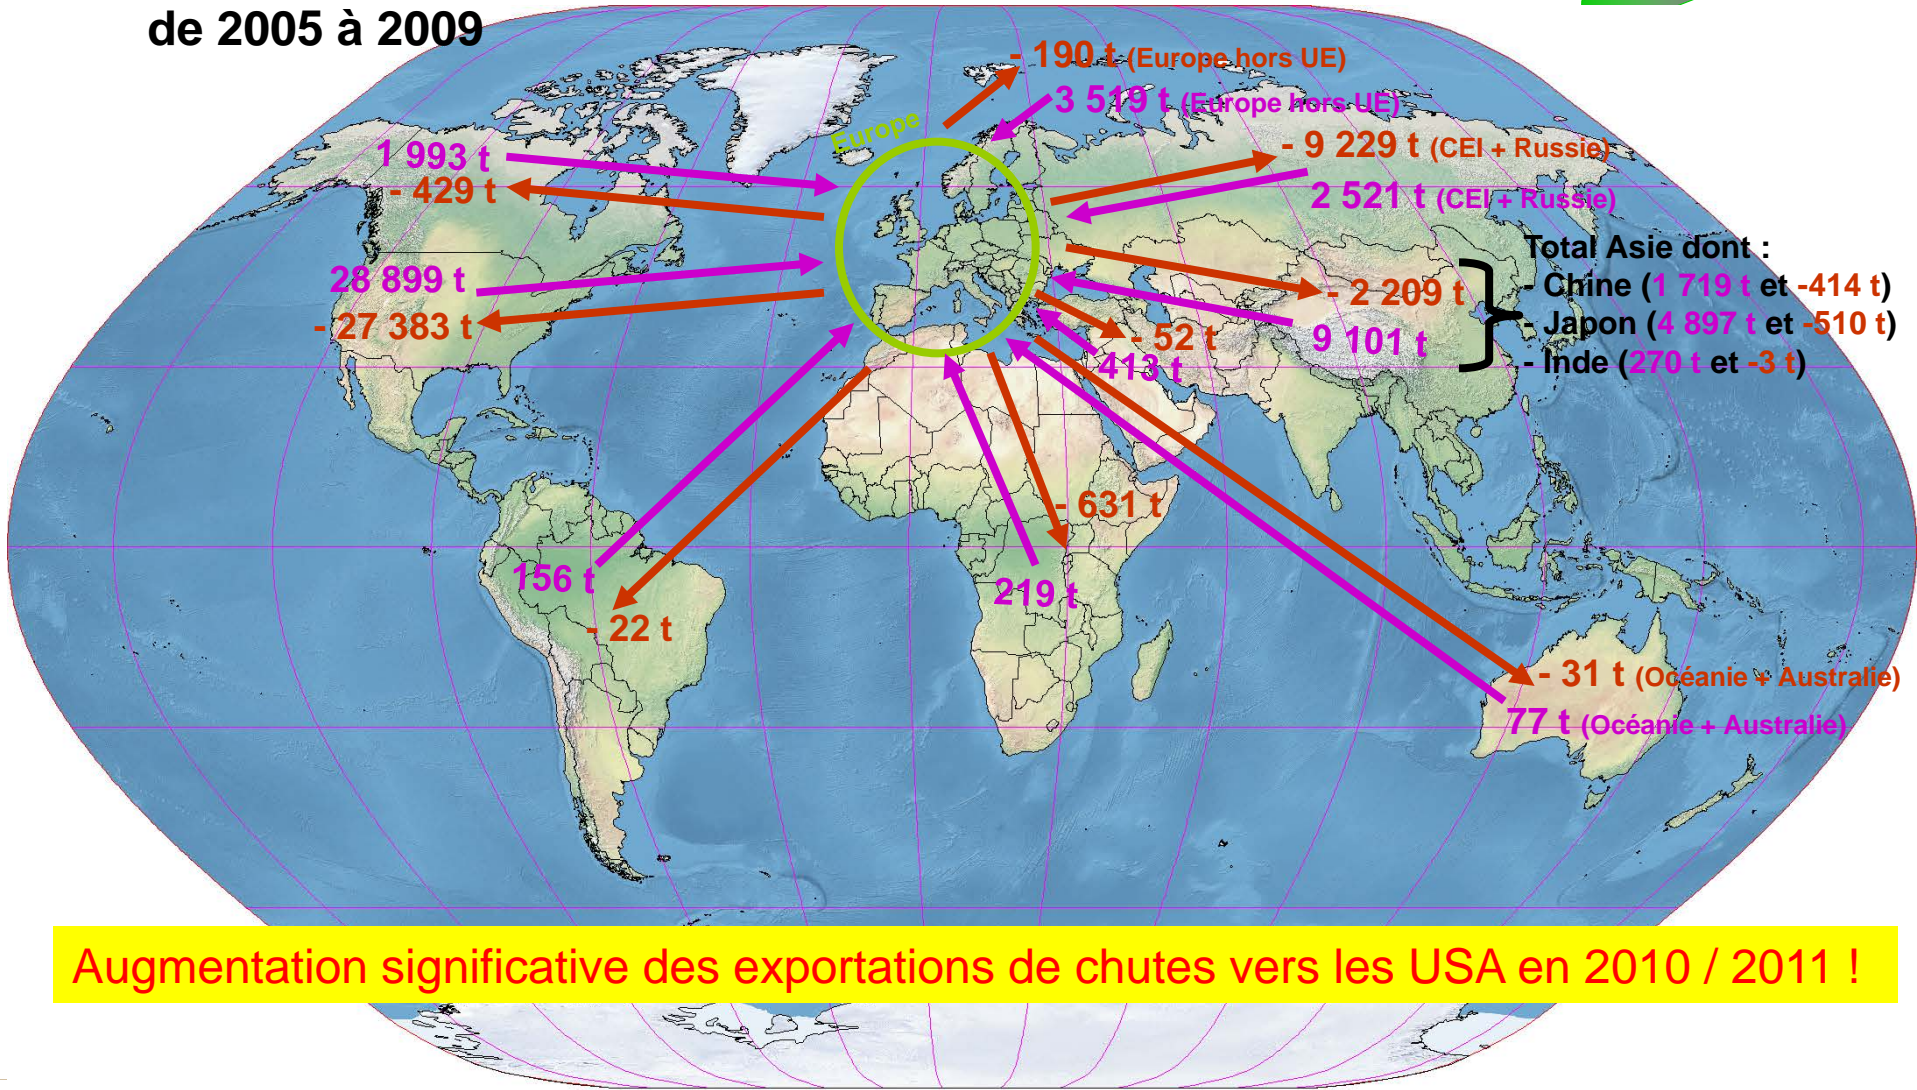 de 2005 à 2009
- 190 t (Europe hors UE)
3 519 t (Europe hors UE)
Europe
1 993 t
- 429 t
- 9 229 t (CEI + Russie)
2 521 t (CEI + Russie)
28 899 t
- 27 383 t
- 2 209 t
9 101 t
Total Asie dont :
- Chine (1 719 t et -414 t)
- Japon (4 897 t et -510 t)
- Inde (270 t et -3 t)
- 52 t
413 t
- 631 t
219 t
156 t
- 22 t
- 31 t (Océanie + Australie)
77 t (Océanie + Australie)
Augmentation significative des exportations de chutes vers les USA en 2010 / 2011 !